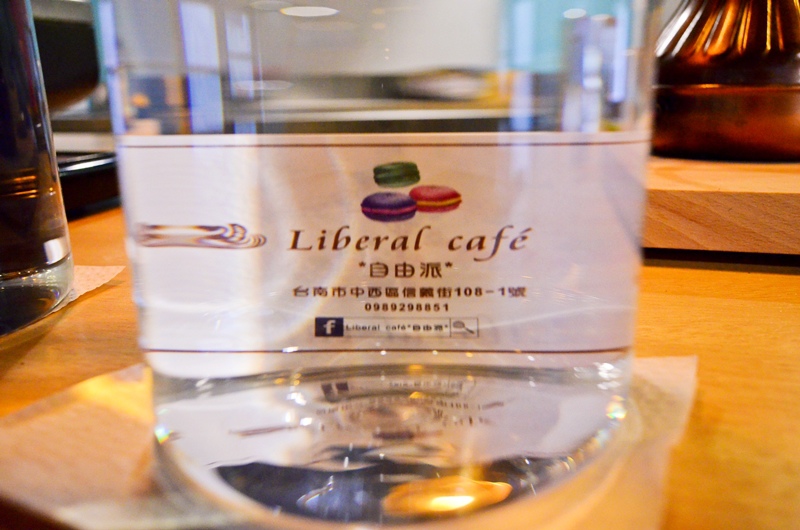 Liberal café
*自由派*
台南市中西區信義街108-1號
0989298851
f Liberal café*自由派*